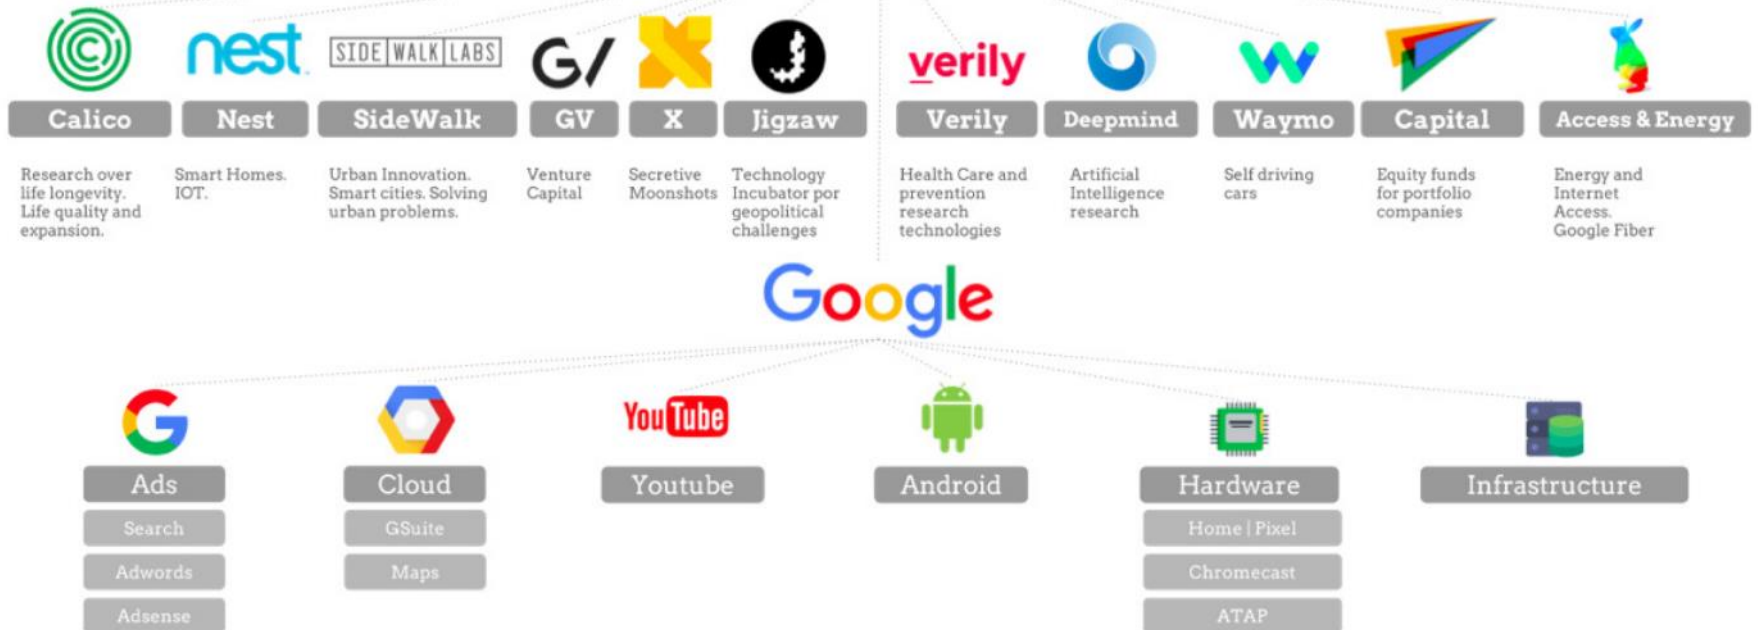 nest
SIDE WALK LABS
GV
verily
Calico
Nest
SideWalk
GV
X
Jigzaw
Verily
Deepmind
Waymo
Capital
Access & Energy
Research over
life longevity.
Life quality and
expansion.
Smart Homes.
IOT.
Urban Innovation.
Smart cities. Solving
urban problems.
Venture
Capital
Secretive
Moonshots
Technology
Incubator por
geopolitical
challenges
Health Care and
prevention
research
technologies
Artificial
Intelligence
research
Self driving
cars
Equity funds
for portfolio
companies
Energy and
Internet
Access.
Google Fiber
Google
G
YouTube
Ads
Cloud
Youtube
Android
Hardware
Infrastructure
Search
GSuite
Home | Pixel
Adwords
Maps
Chromecast
Adsense
ATAP